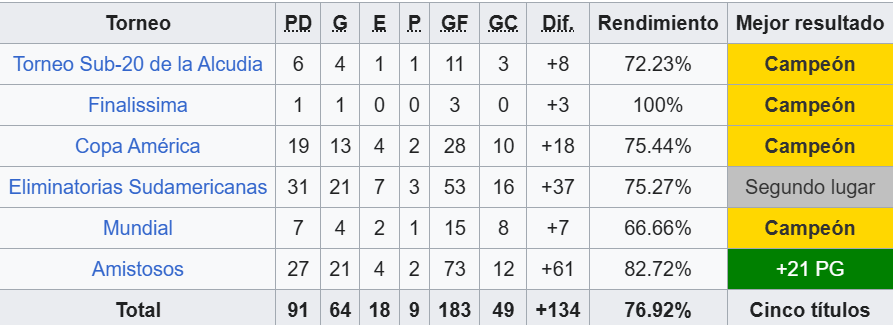 Torneo PD G E P GF GC Dif. Rendimiento Mejor resultado
Torneo Sub-20 de la Alcudia 6 4 1 1 11 3 +8 72.23% Campeón
Finalissima 1 1 0 0 3 0 +3 100% Campeón
Copa América 19 13 4 2 28 10 +18 75.44% Campeón
Eliminatorias Sudamericanas 31 21 7 3 53 16 +37 75.27% Segundo lugar
Mundial 7 4 2 1 15 8 +7 66.66% Campeón
Amistosos 27 21 4 2 73 12 +61 82.72% +21 PG
Total 91 64 18 9 183 49 +134 76.92% Cinco títulos